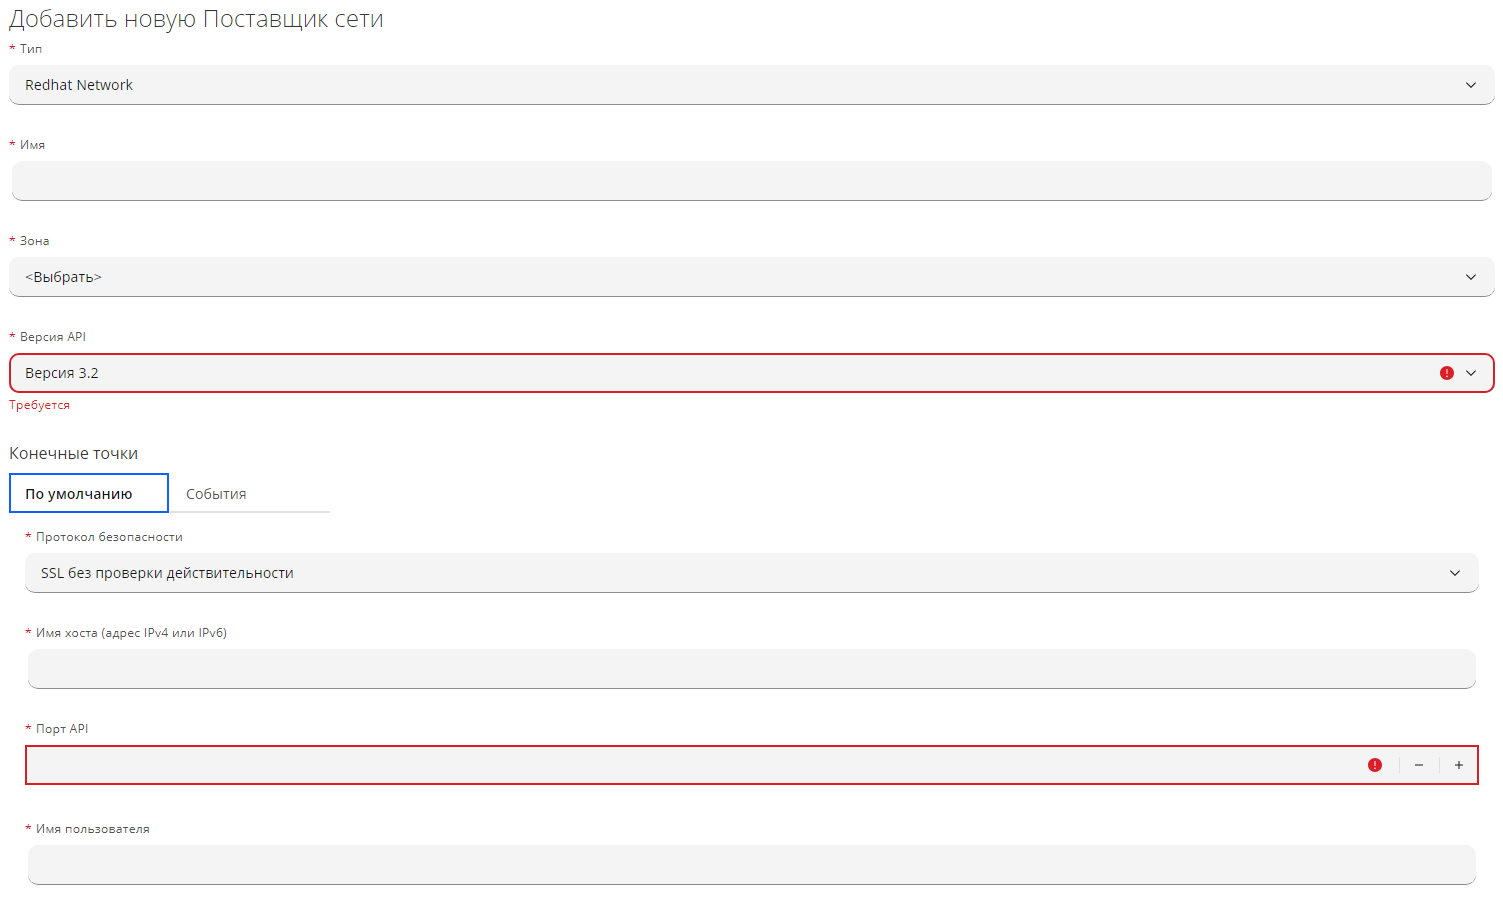 Добавить новую Поставщик сети
* Тип
Redhat Network
* Имя
* Зона
<Выбрать>
* Версия API
Версия 3.2
Требуется
Конечные точки
По умолчанию События
* Протокол безопасности
SSL без проверки действительности
* Имя хоста (адрес IPv4 или IPv6)
* Порт API
* Имя пользователя